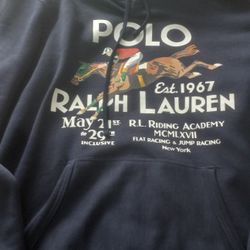 POLO
Est. 1967
RALPH LAUREN
May 21st. R.L. RIDING ACADEMY
to 29th MCMLXVII
INCLUSIVE FLAT RACING & JUMP RACING
New York